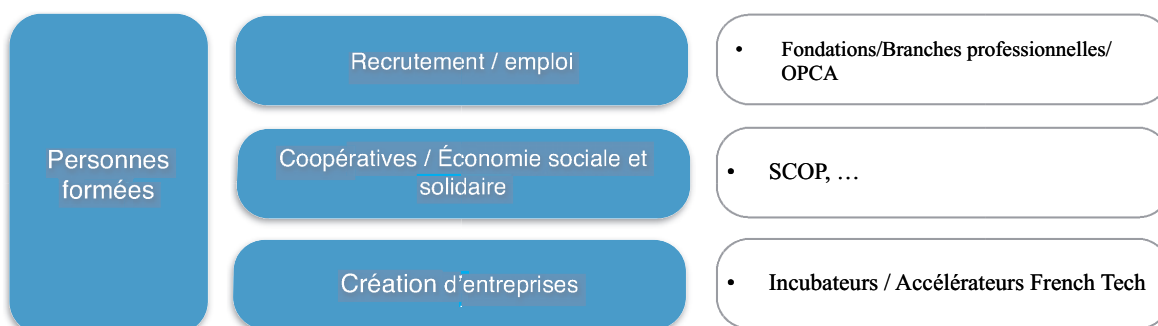 Personnes
formées
Recrutement / emploi
• Fondations/Branches professionnelles/
OPCA
Coopératives / Économie sociale et
solidaire
• SCOP, …
Création d'entreprises
• Incubateurs / Accélérateurs French Tech